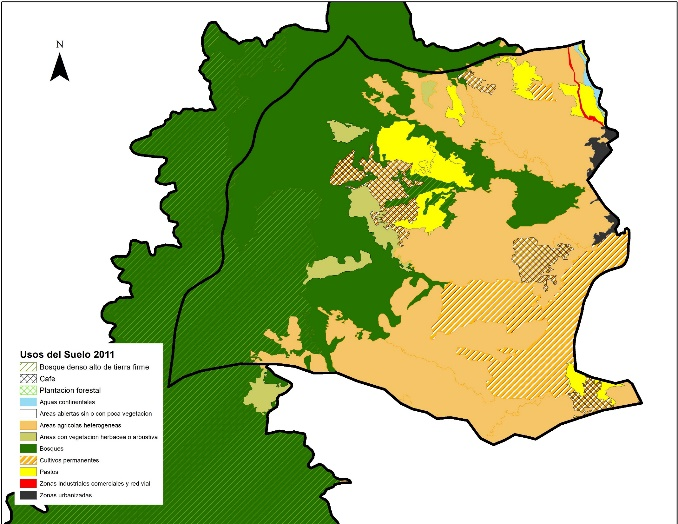 N
Usos del Suelo 2011
Bosque denso alto de tierra firme
Cafe
Plantacion forestal
Aguas continentales
Areas abiertas sin o con poca vegetacion
Areas agricolas heterogeneas
Areas con vegetacion herbacea o arbustiva
Bosques
Cultivos permanentes
Pastos
Zonas industriales comerciales y red vial
Zonas urbanizadas